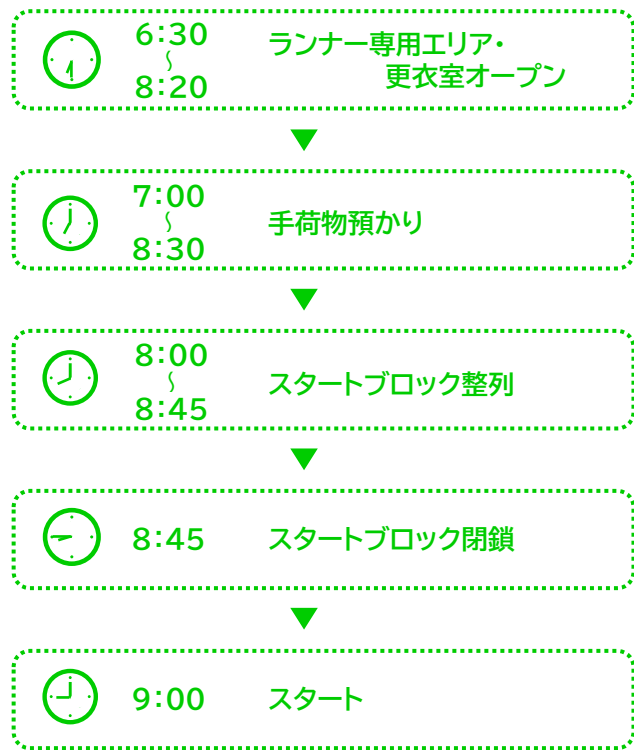 6:30
〜
8:20
ランナー専用エリア・
更衣室オープン
7:00
〜
8:30
手荷物預かり
8:00
〜
8:45
スタートブロック整列
8:45
スタートブロック閉鎖
9:00
スタート